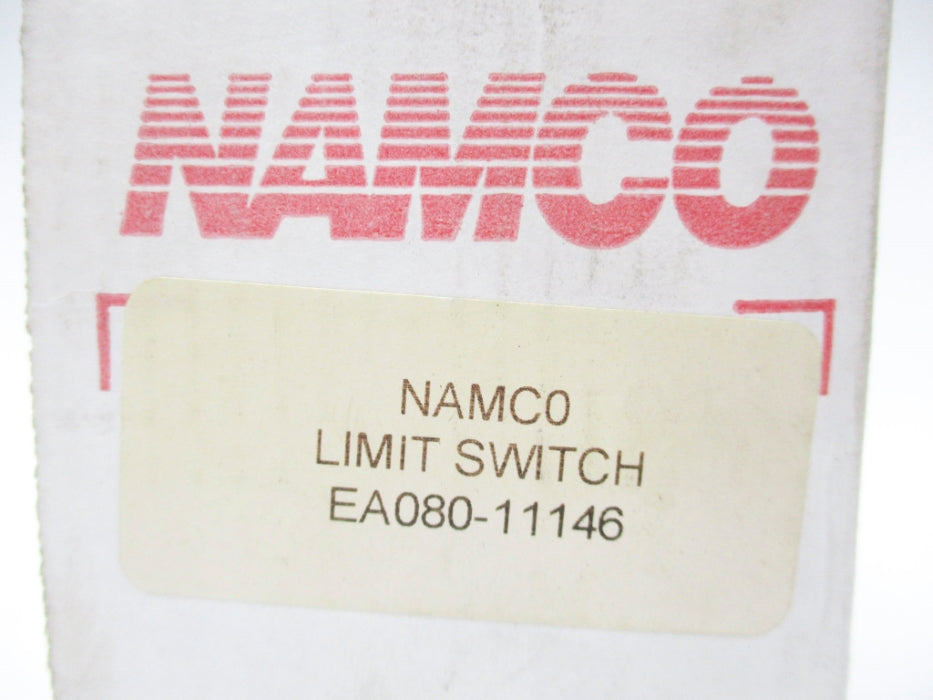 NAMCO
NAMC0
LIMIT SWITCH
EA080-11146